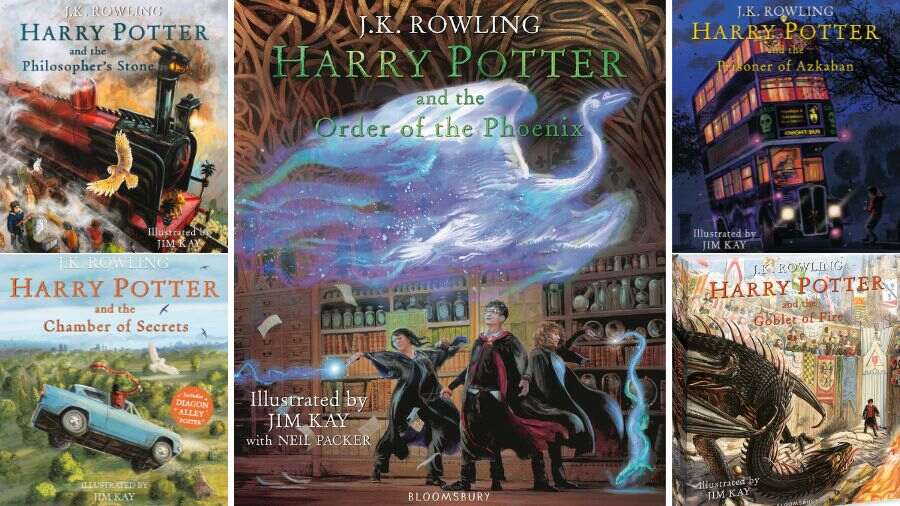 J.K. ROWLING
HARRY POTTER
and the
Philosopher's Stone
Illustrated by
JIM KAY
J.K. ROWLING
HARRY POTTER
and the
Chamber of Secrets
Includes a
DIAGON
ALLEY
POSTER
ILLUSTRATED BY
JIM KAY
J.K. ROWLING
HARRY POTTER
and the
Order of the Phoenix
Illustrated by
JIM KAY
with NEIL PACKER
BLOOMSBURY
J.K. ROWLING
HARRY POTTER
and the
Prisoner of Azkaban
KNIGHT BUS
Illustrated by
JIM KAY
J.K. ROWLING
HARRY POTTER
and the
Goblet of Fire
Illustrated by
JIM KAY
BLOOMSBURY